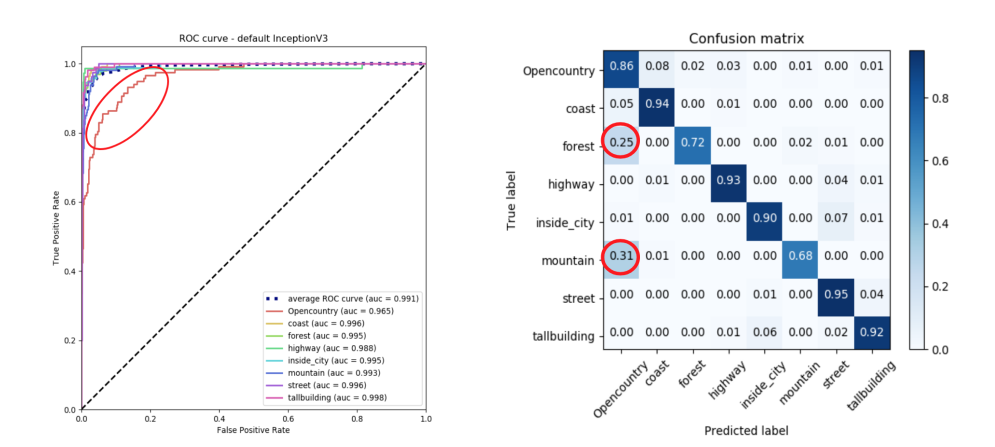 ROC curve - default InceptionV3
True Positive Rate
1.0
0.8
0.6
0.4
0.2
0.0
average ROC curve (auc = 0.991)
Opencountry (auc = 0.965)
coast (auc = 0.996)
forest (auc = 0.995)
highway (auc = 0.988)
inside_city (auc = 0.995)
mountain (auc = 0.993)
street (auc = 0.996)
tallbuilding (auc = 0.998)
0.0 0.2 0.4 0.6 0.8 1.0
False Positive Rate
Confusion matrix
True label
Opencountry 0.86 0.08 0.02 0.03 0.00 0.01 0.00 0.01
coast 0.05 0.94 0.00 0.01 0.00 0.00 0.00 0.00
forest 0.25 0.00 0.72 0.00 0.00 0.02 0.01 0.00
highway 0.00 0.01 0.00 0.93 0.00 0.00 0.04 0.01
inside_city 0.01 0.00 0.00 0.00 0.90 0.00 0.07 0.01
mountain 0.31 0.01 0.00 0.00 0.00 0.68 0.00 0.00
street 0.00 0.00 0.00 0.00 0.01 0.00 0.95 0.04
tallbuilding 0.00 0.00 0.00 0.01 0.06 0.00 0.02 0.92
Opencountry coast forest highway inside_city mountain street tallbuilding
Predicted label
0.8
0.6
0.4
0.2
0.0